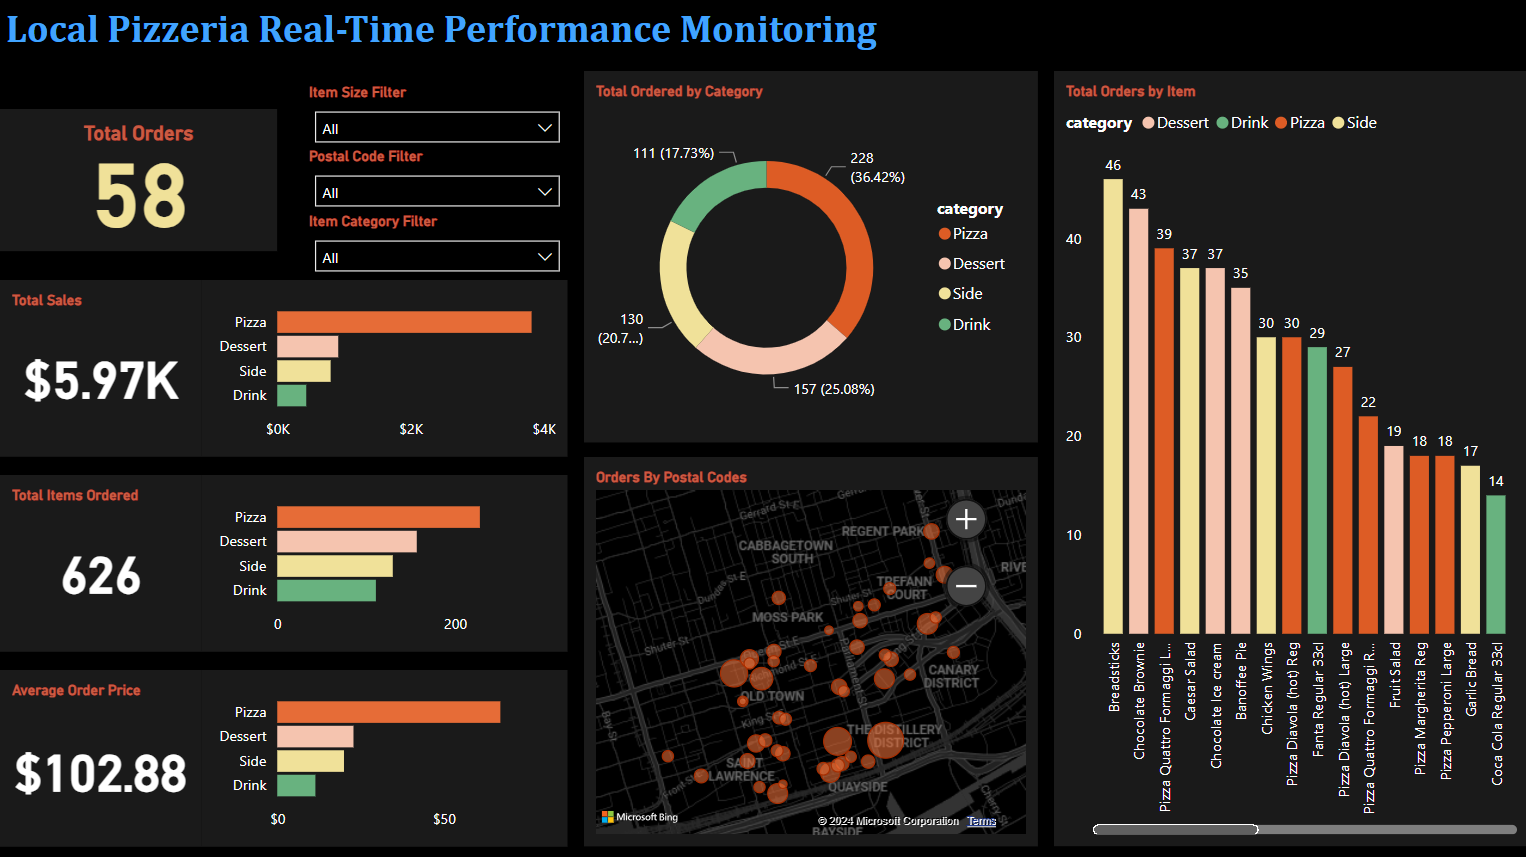 Local Pizzeria Real-Time Performance Monitoring
Total Orders
58
Item Size Filter
All
Postal Code Filter
All
Item Category Filter
All
Total Sales
$5.97K
Pizza
Dessert
Side
Drink
$0K $2K $4K
Total Items Ordered
626
Pizza
Dessert
Side
Drink
0 200
Average Order Price
$102.88
Pizza
Dessert
Side
Drink
$0 $50
Total Ordered by Category
111 (17.73%)
228
(36.42%)
130
(20.7...)
157 (25.08%)
category
Pizza
Dessert
Side
Drink
Orders By Postal Codes
Gerrard St E
REGENT PARK
CABBAGETOWN
SOUTH
Dundas St E
TREFANN
COURT
RIVE
Shuter St
MOSS PARK
Shuter St
CANARY
DISTRICT
OLD TOWN
Bay St
King St
THE DISTILLERY
DISTRICT
SAINT
LAWRENCE
Front St
QUAYSIDE
Cherry St
BAYSIDE
Microsoft Bing
© 2024 Microsoft Corporation Terms
Total Orders by Item
category Dessert Drink Pizza Side
46
43
39
37
37
35
30
30
29
27
22
19
18
18
17
14
40
30
20
10
0
Breadsticks
Chocolate Brownie
Pizza Quattro Formaggi L...
Caesar Salad
Chocolate Ice cream
Banoffee Pie
Chicken Wings
Pizza Diavola (hot) Reg
Fanta Regular 33cl
Pizza Diavola (hot) Large
Pizza Quattro Formaggi R...
Fruit Salad
Pizza Margherita Reg
Pizza Pepperoni Large
Garlic Bread
Coca Cola Regular 33cl